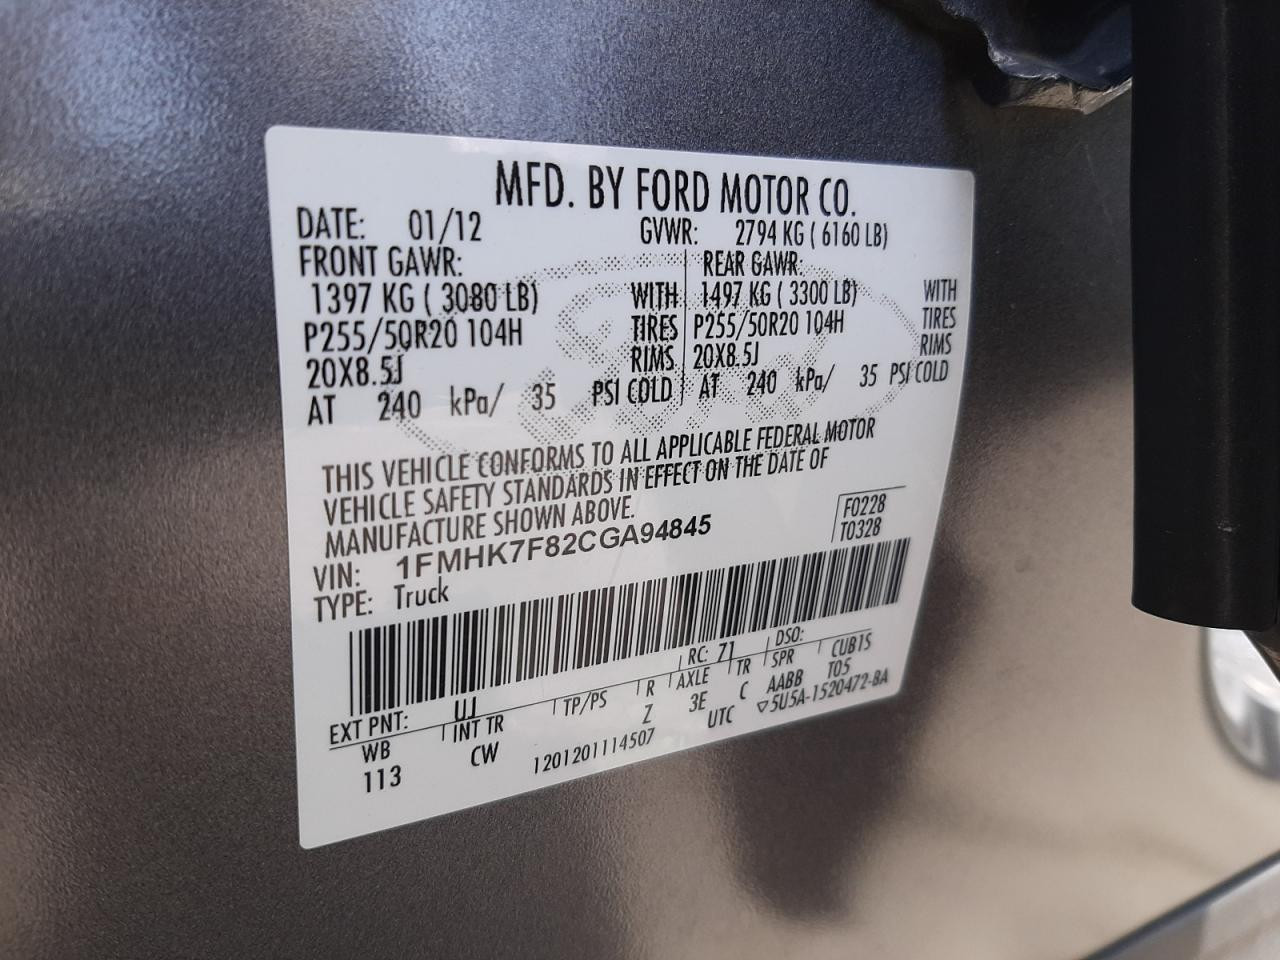 MFD. BY FORD MOTOR CO.
DATE: 01/12 GVWR: 2794 KG ( 6160 LB)
FRONT GAWR: REAR GAWR:
1397 KG ( 3080 LB) WITH 1497 KG ( 3300 LB) WITH
P255/50R20 104H TIRES P255/50R20 104H TIRES
20X8.5J RIMS 20X8.5J RIMS
AT 240 kPa/ 35 PSI COLD AT 240 kPa/ 35 PSI COLD
THIS VEHICLE CONFORMS TO ALL APPLICABLE FEDERAL MOTOR
VEHICLE SAFETY STANDARDS IN EFFECT ON THE DATE OF
MANUFACTURE SHOWN ABOVE.
F0228
T0328
VIN: 1FMHK7F82CGA94845
TYPE: Truck
EXT PNT: UJ RC: 71 DSO:
WB INT TR TP/PS R AXLE TR SPR CUB1S
113 CW Z 3E C AABB T05
1201201114507 UTC ▽5U5A-1520472-BA